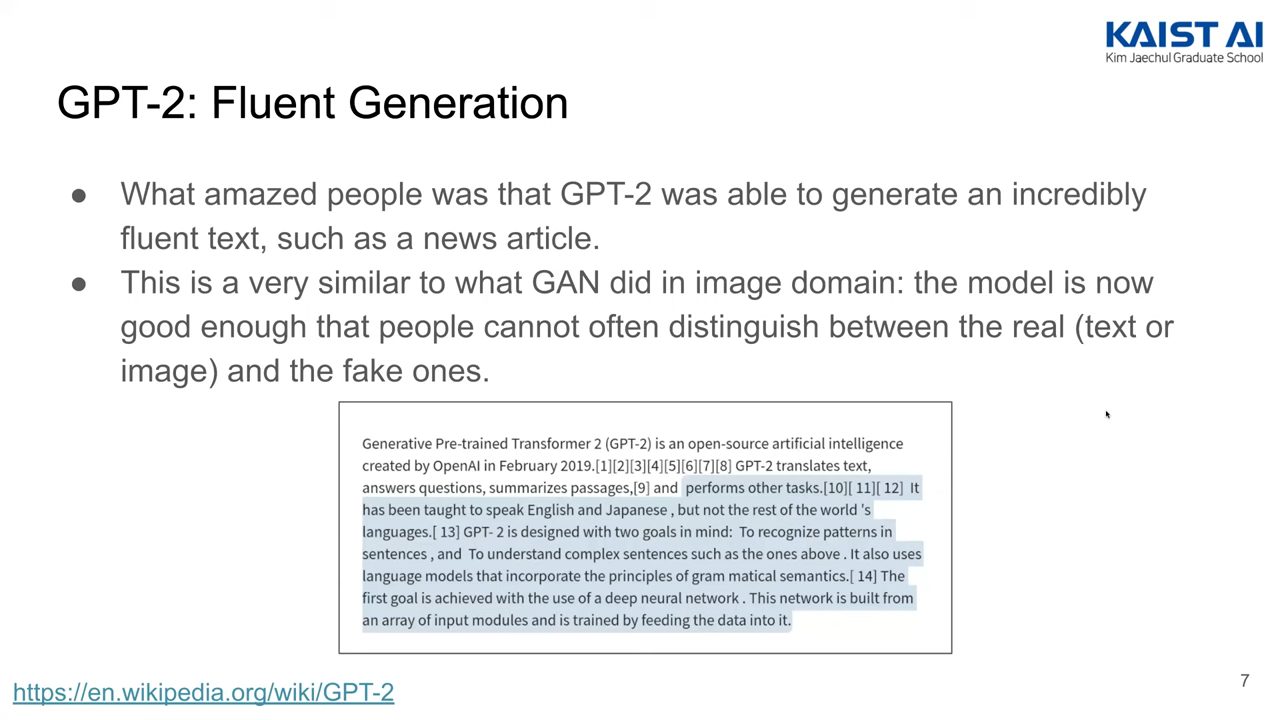 KAIST AI
Kim Jaechul Graduate School
GPT-2: Fluent Generation
● What amazed people was that GPT-2 was able to generate an incredibly
fluent text, such as a news article.
● This is a very similar to what GAN did in image domain: the model is now
good enough that people cannot often distinguish between the real (text or
image) and the fake ones.
Generative Pre-trained Transformer 2 (GPT-2) is an open-source artificial intelligence
created by OpenAI in February 2019.[1][2][3][4][5][6][7][8] GPT-2 translates text,
answers questions, summarizes passages,[9] and performs other tasks.[10][ 11][ 12] It
has been taught to speak English and Japanese , but not the rest of the world 's
languages.[ 13] GPT- 2 is designed with two goals in mind: To recognize patterns in
sentences , and To understand complex sentences such as the ones above . It also uses
language models that incorporate the principles of gram matical semantics.[ 14] The
first goal is achieved with the use of a deep neural network . This network is built from
an array of input modules and is trained by feeding the data into it.
https://en.wikipedia.org/wiki/GPT-2
7